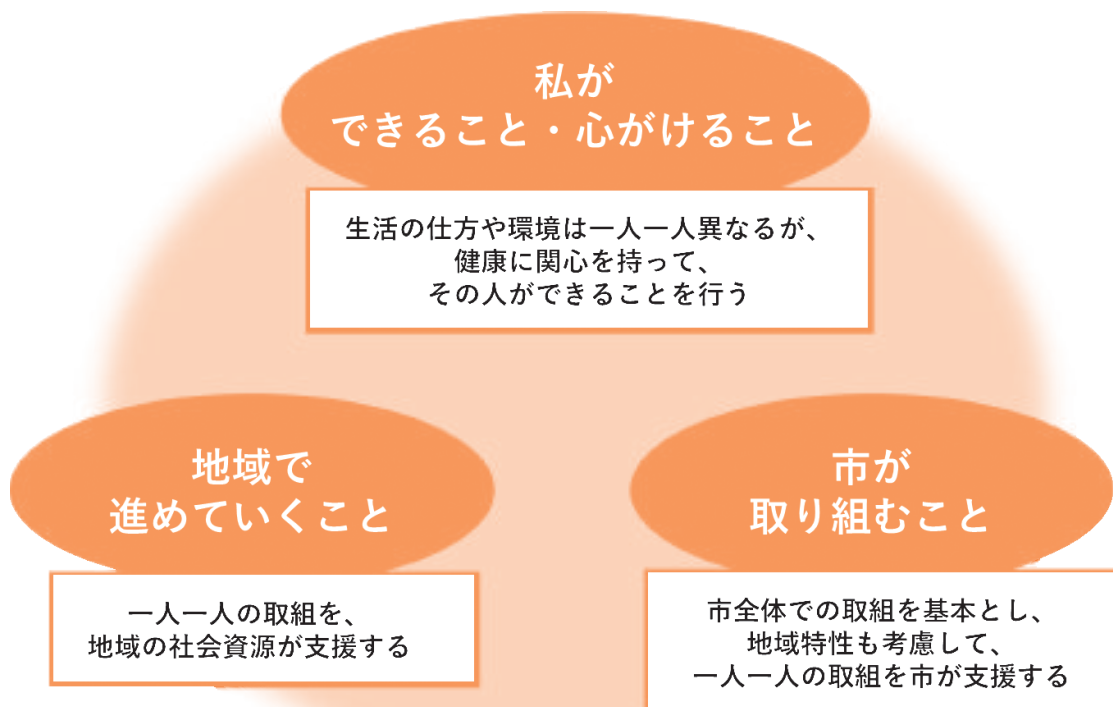 私が
できること・心がけること
生活の仕方や環境は一人一人異なるが、
健康に関心を持って、
その人ができることを行う
地域で
進めていくこと
一人一人の取組を、
地域の社会資源が支援する
市が
取り組むこと
市全体での取組を基本とし、
地域特性も考慮して、
一人一人の取組を市が支援する